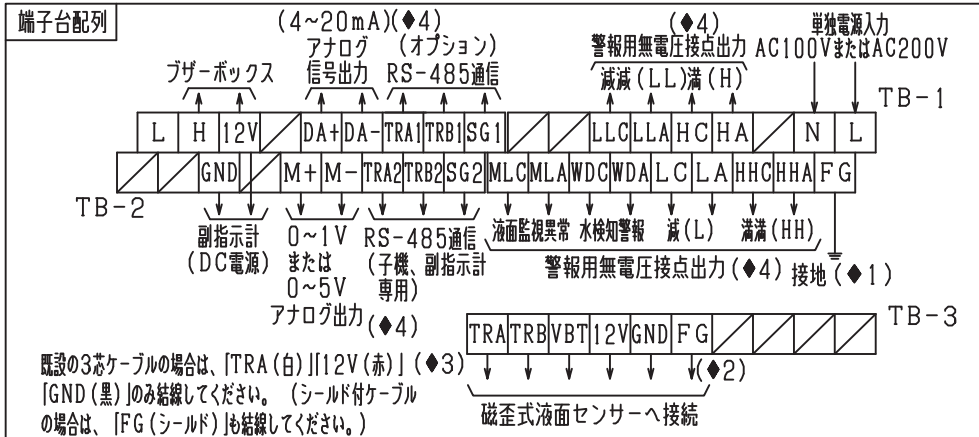 端子台配列
(4~20mA)(♦4)
アナログ
信号出力
(オプション)
RS-485通信
ブザーボックス
(♦4)
警報用無電圧接点出力
減減(LL)満(H)
単独電源入力
AC100VまたはAC200V
TB-1
L H 12V DA+ DA- TRA1 TRB1 SG1 LLC LLA HC HA N L
GND M+ M- TRA2 TRB2 SG2 MLC MLA WDC WDA LC LA HHC HHA FG
TB-2
副指示計
(DC電源)
0~1V
または
0~5V
アナログ出力(♦4)
RS-485通信
(子機、副指示計
専用)
液面監視異常 水検知警報 減(L) 満満(HH)
警報用無電圧接点出力(♦4)
接地(♦1)
TB-3
TRA TRB VBT 12V GND FG
(♦2)
磁歪式液面センサーへ接続
既設の3芯ケーブルの場合は、「TRA(白)」「12V(赤)」(♦3)
「GND(黒)」のみ結線してください。 (シールド付ケーブル
の場合は、「FG(シールド)」も結線してください。)